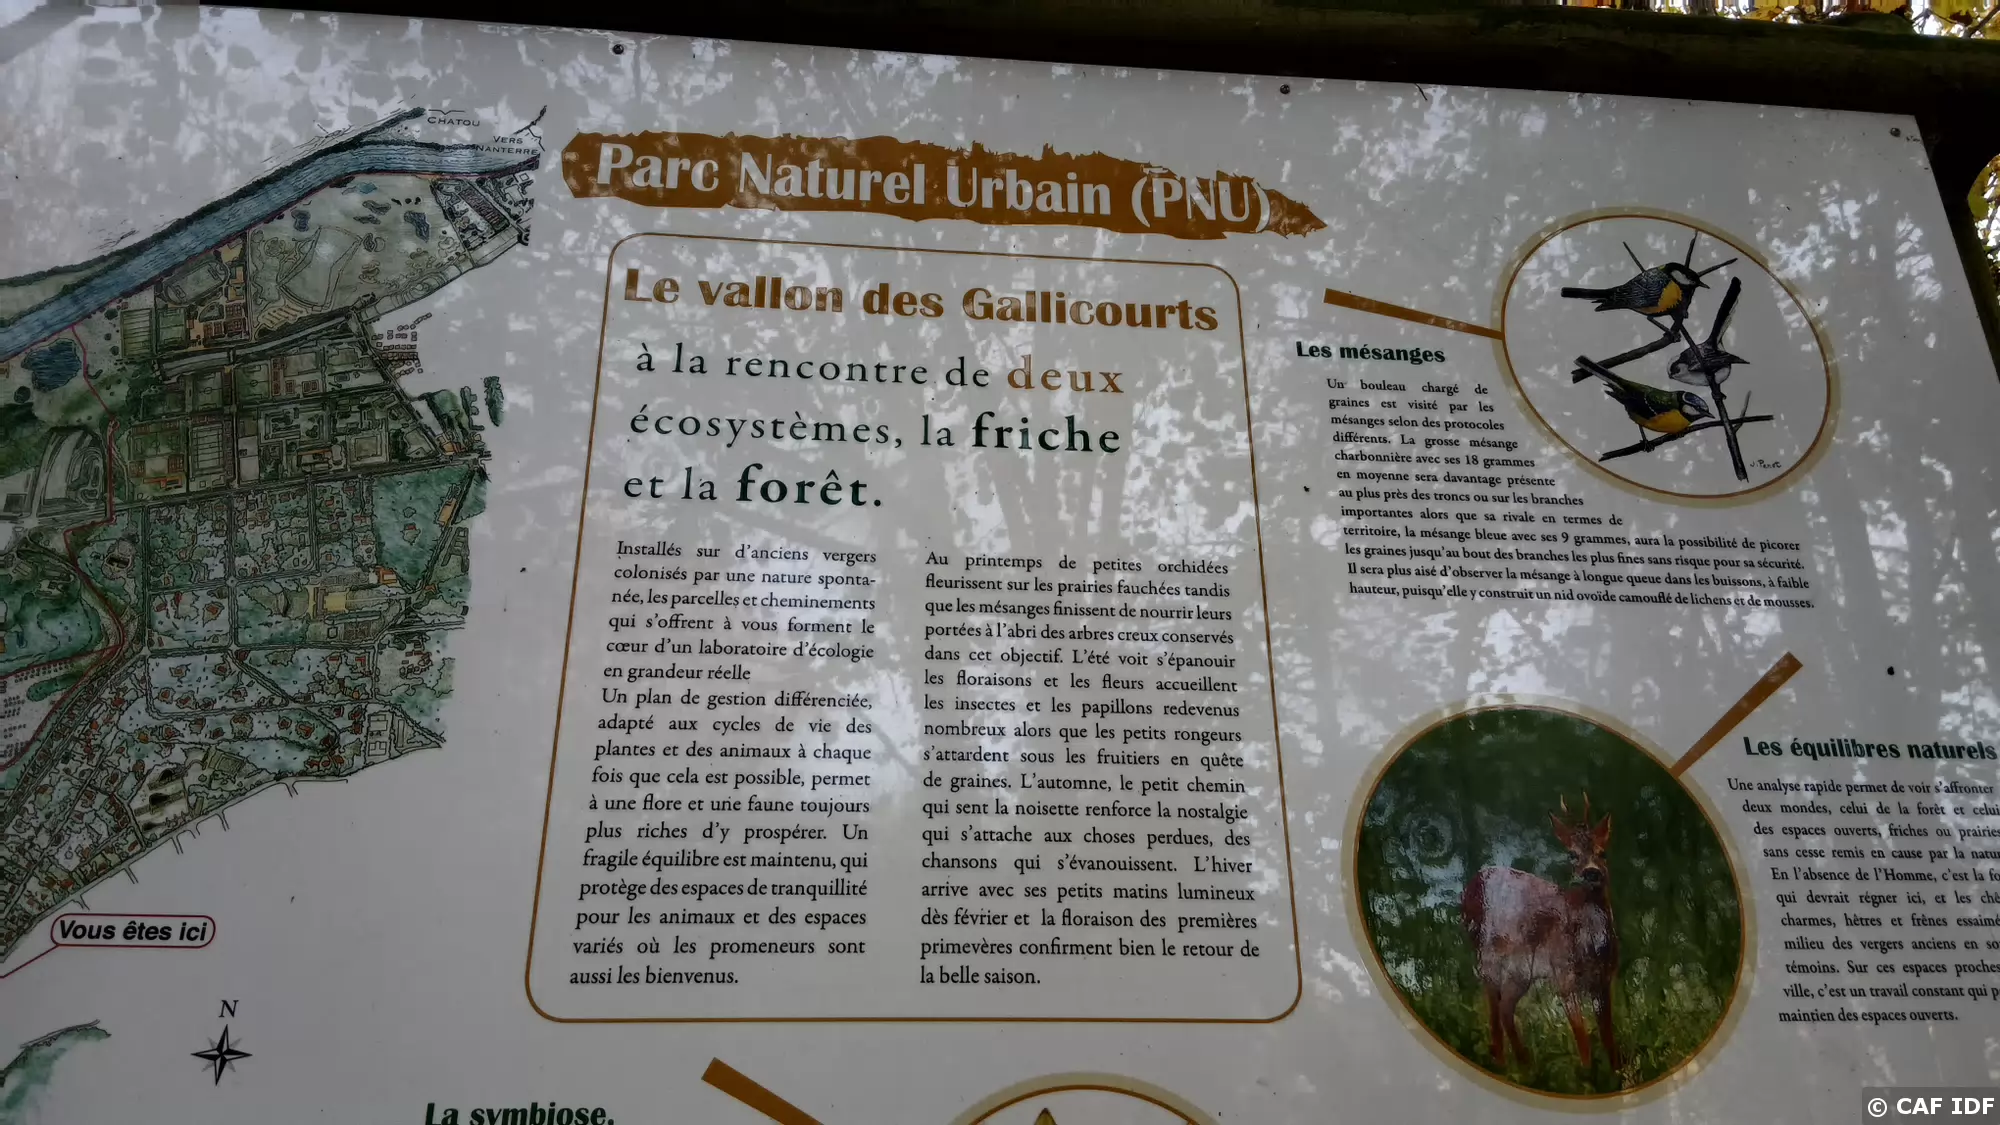 CHATOU
VERS
NANTERRE
Parc Naturel Urbain (PNU)
Le vallon des Gallicourts
à la rencontre de deux
écosystèmes, la friche
et la forêt.
Installés sur d'anciens vergers
colonisés par une nature sponta-
née, les parcelles et cheminements
qui s'offrent à vous forment le
cœur d'un laboratoire d'écologie
en grandeur réelle
Un plan de gestion différenciée,
adapté aux cycles de vie des
plantes et des animaux à chaque
fois que cela est possible, permet
à une flore et une faune toujours
plus riches d'y prospérer. Un
fragile équilibre est maintenu, qui
protège des espaces de tranquillité
pour les animaux et des espaces
variés où les promeneurs sont
aussi les bienvenus.
Au printemps de petites orchidées
fleurissent sur les prairies fauchées tandis
que les mésanges finissent de nourrir leurs
portées à l'abri des arbres creux conservés
dans cet objectif. L'été voit s'épanouir
les floraisons et les fleurs accueillent
les insectes et les papillons redevenus
nombreux alors que les petits rongeurs
s'attardent sous les fruitiers en quête
de graines. L'automne, le petit chemin
qui sent la noisette renforce la nostalgie
qui s'attache aux choses perdues, des
chansons qui s'évanouissent. L'hiver
arrive avec ses petits matins lumineux
dès février et la floraison des premières
primevères confirment bien le retour de
la belle saison.
Les mésanges
Un bouleau chargé de
graines est visité par les
mésanges selon des protocoles
différents. La grosse mésange
charbonnière avec ses 18 grammes
en moyenne sera davantage présente
au plus près des troncs ou sur les branches
importantes alors que sa rivale en termes de
territoire, la mésange bleue avec ses 9 grammes, aura la possibilité de picorer
les graines jusqu'au bout des branches les plus fines sans risque pour sa sécurité.
Il sera plus aisé d'observer la mésange à longue queue dans les buissons, à faible
hauteur, puisqu'elle y construit un nid ovoïde camouflé de lichens et de mousses.
Les équilibres naturels
Une analyse rapide permet de voir s'affronter
deux mondes, celui de la forêt et celui
des espaces ouverts, friches ou prairies
sans cesse remis en cause par la natur
En l'absence de l'Homme, c'est la fo
qui devrait régner ici, et les chê
charmes, hêtres et frênes essaimé
milieu des vergers anciens en so
témoins. Sur ces espaces proches
ville, c'est un travail constant qui p
maintien des espaces ouverts.
Vous êtes ici
N
La symbiose.
© CAF IDF